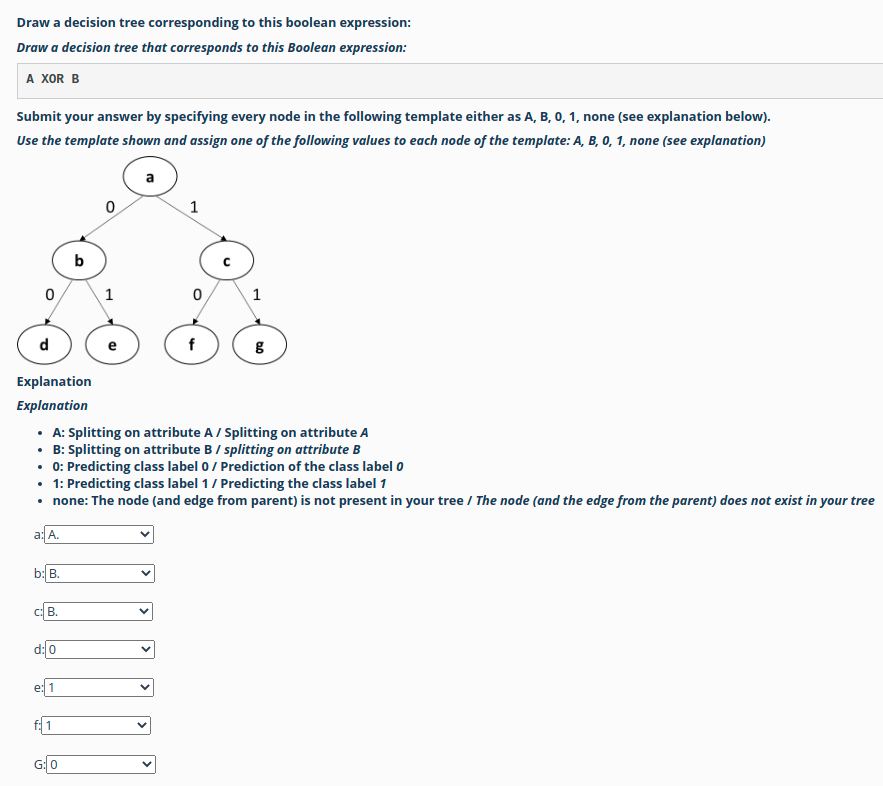 Draw a decision tree corresponding to this boolean expression:
Draw a decision tree that corresponds to this Boolean expression:
A XOR B
Submit your answer by specifying every node in the following template either as A, B, 0, 1, none (see explanation below).
Use the template shown and assign one of the following values to each node of the template: A, B, 0, 1, none (see explanation)
a
0 1
b c
0 1 0 1
d e f g
Explanation
Explanation
• A: Splitting on attribute A / Splitting on attribute A
• B: Splitting on attribute B / splitting on attribute B
• 0: Predicting class label 0 / Prediction of the class label 0
• 1: Predicting class label 1 / Predicting the class label 1
• none: The node (and edge from parent) is not present in your tree / The node (and the edge from the parent) does not exist in your tree
a: A.
b: B.
c: B.
d: 0
e: 1
f: 1
G: 0